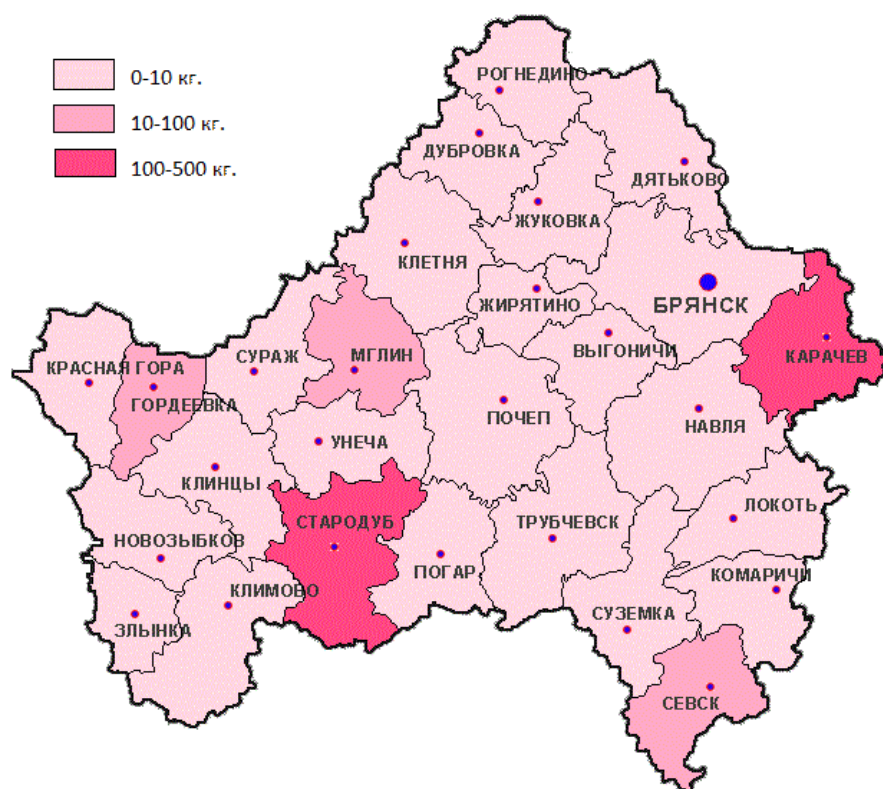 0-10 кг.
10-100 кг.
100-500 кг.
РОГНЕДИНО
ДУБРОВКА
ДЯТЬКОВО
ЖУКОВКА
КЛЕТНЯ
ЖИРЯТИНО
БРЯНСК
СУРАЖ
МГЛИН
ВЫГОНИЧИ
КАРАЧЕВ
КРАСНАЯ ГОРА
ГОРДЕЕВКА
ПОЧЕП
НАВЛЯ
УНЕЧА
КЛИНЦЫ
ЛОКОТЬ
СТАРОДУБ
ТРУБЧЕВСК
НОВОЗЫБКОВ
ПОГАР
КОМАРИЧИ
КЛИМОВО
СУЗЕМКА
ЗЛЫНКА
СЕВСК